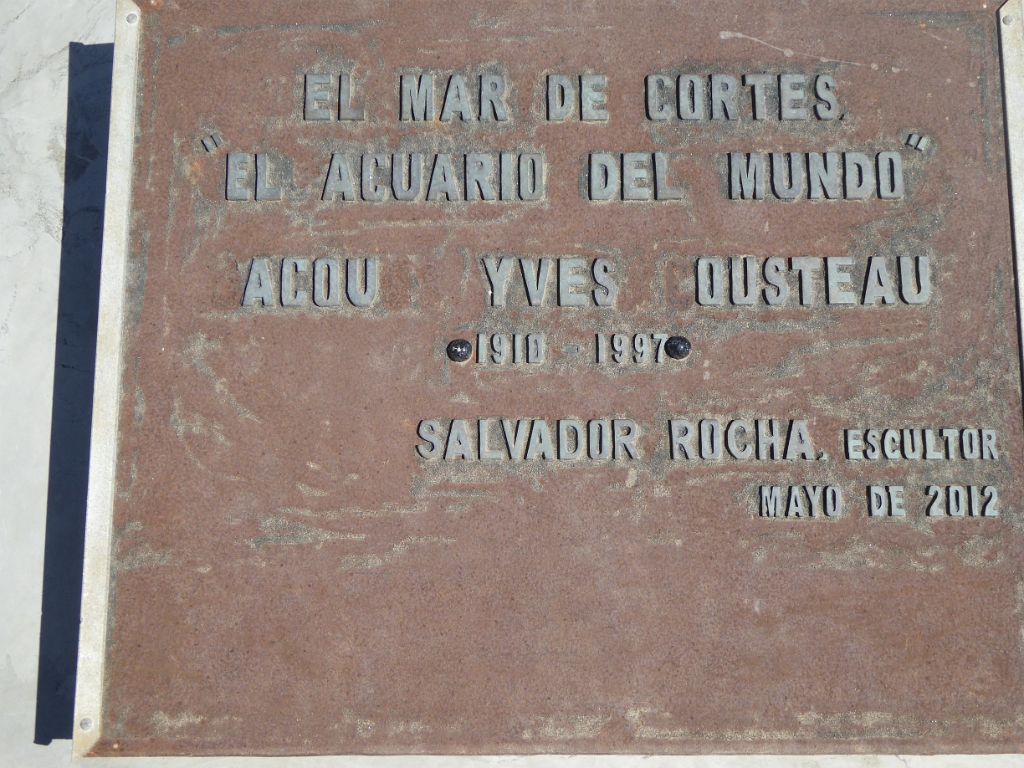 EL MAR DE CORTES.
"EL ACUARIO DEL MUNDO"
ACQU YVES OUSTEAU
1910 - 1997
SALVADOR ROCHA. ESCULTOR
MAYO DE 2012